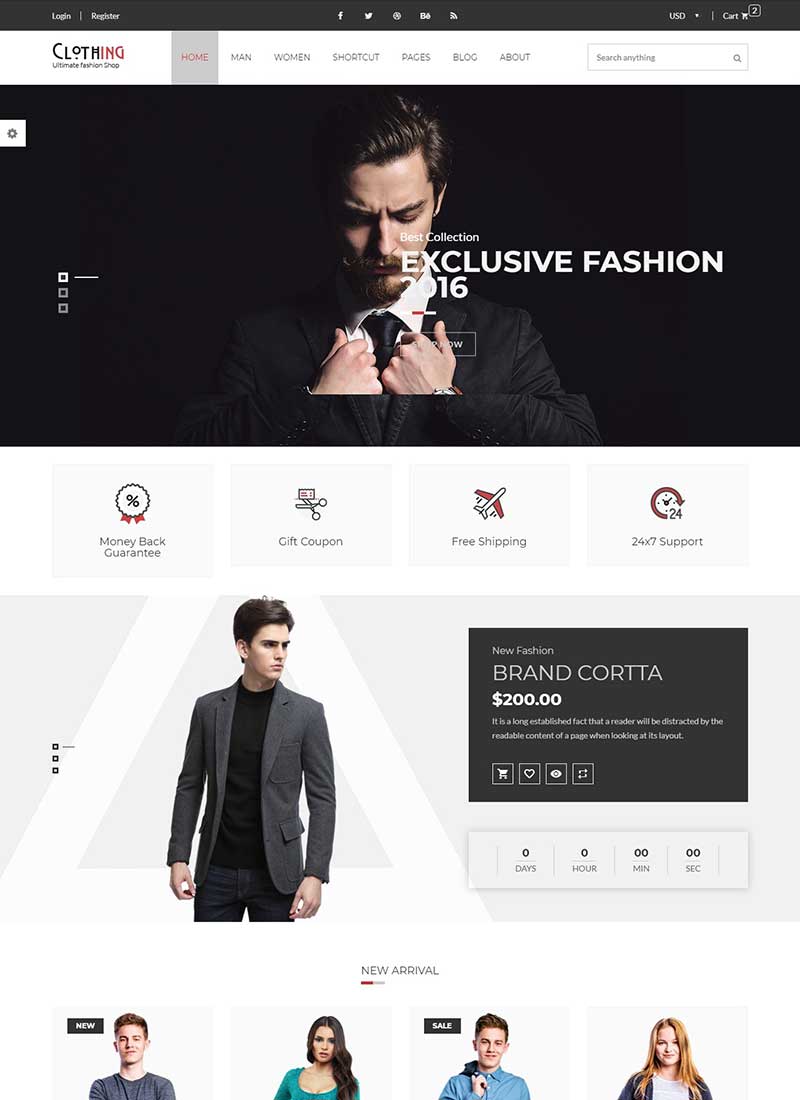 Login | Register
Bē
USD
Cart 2
CLOTHING
Ultimate fashion Shop
HOME MAN WOMEN SHORTCUT PAGES BLOG ABOUT
Search anything
Best Collection
EXCLUSIVE FASHION
2016
SHOP NOW
%
24
Money Back
Guarantee
Gift Coupon
Free Shipping
24x7 Support
New Fashion
BRAND CORTTA
$200.00
It is a long established fact that a reader will be distracted by the
readable content of a page when looking at its layout.
0 0 00 00
DAYS HOUR MIN SEC
NEW ARRIVAL
NEW
SALE